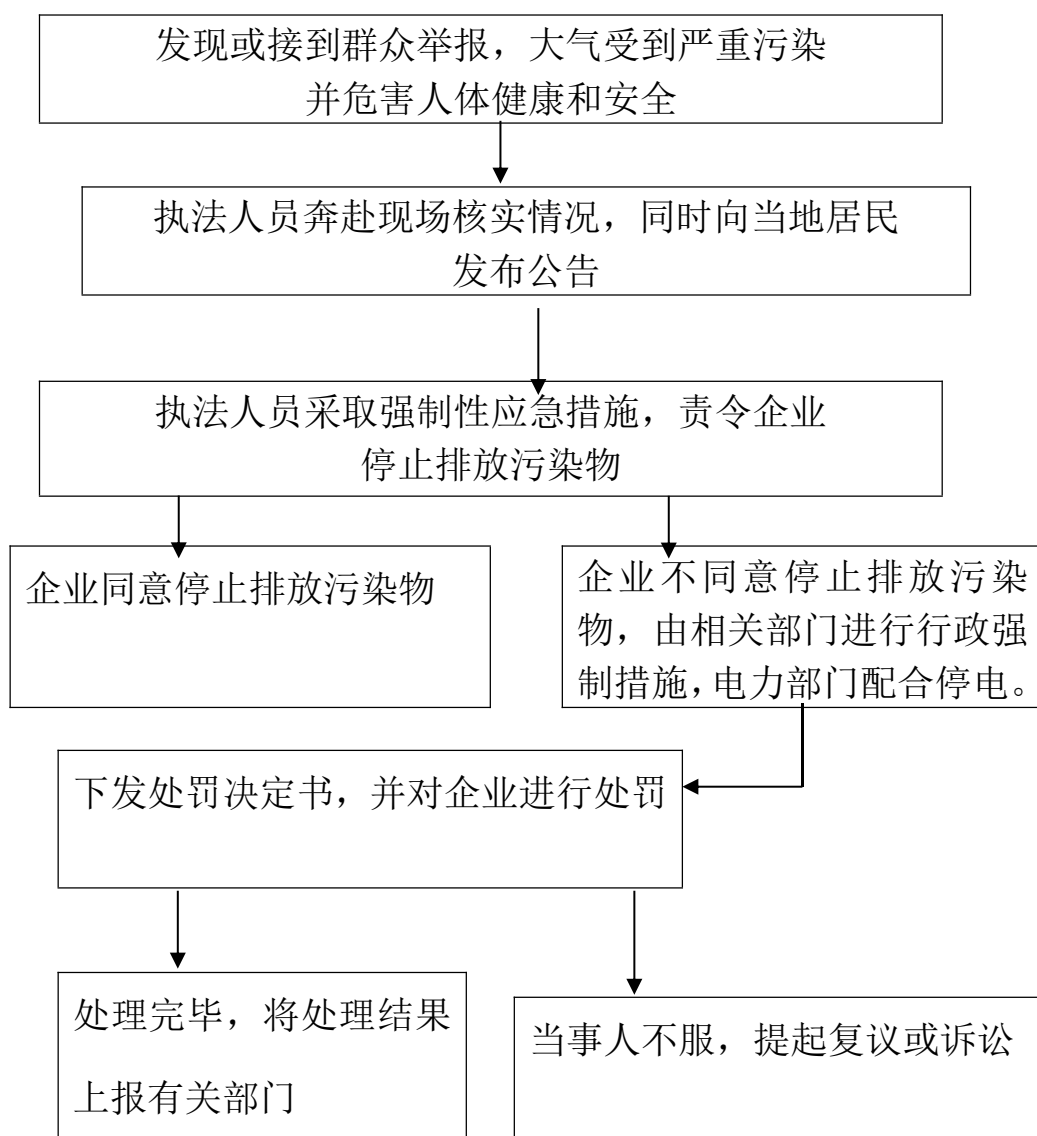 发现或接到群众举报，大气受到严重污染
并危害人体健康和安全
执法人员奔赴现场核实情况，同时向当地居民
发布公告
执法人员采取强制性应急措施，责令企业
停止排放污染物
企业同意停止排放污染物
企业不同意停止排放污染
物，由相关部门进行行政强
制措施，电力部门配合停电。
下发处罚决定书，并对企业进行处罚
处理完毕，将处理结果
上报有关部门
当事人不服，提起复议或诉讼